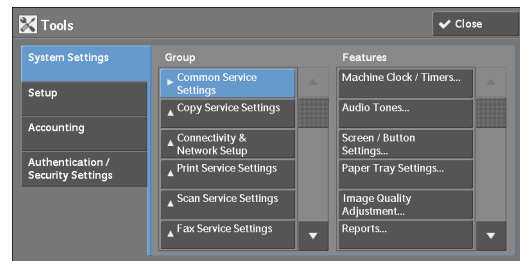 Tools
Close
System Settings
Setup
Accounting
Authentication /
Security Settings
Group
Common Service
Settings
Copy Service Settings
Connectivity &
Network Setup
Print Service Settings
Scan Service Settings
Fax Service Settings
Features
Machine Clock / Timers...
Audio Tones...
Screen / Button
Settings...
Paper Tray Settings...
Image Quality
Adjustment...
Reports...